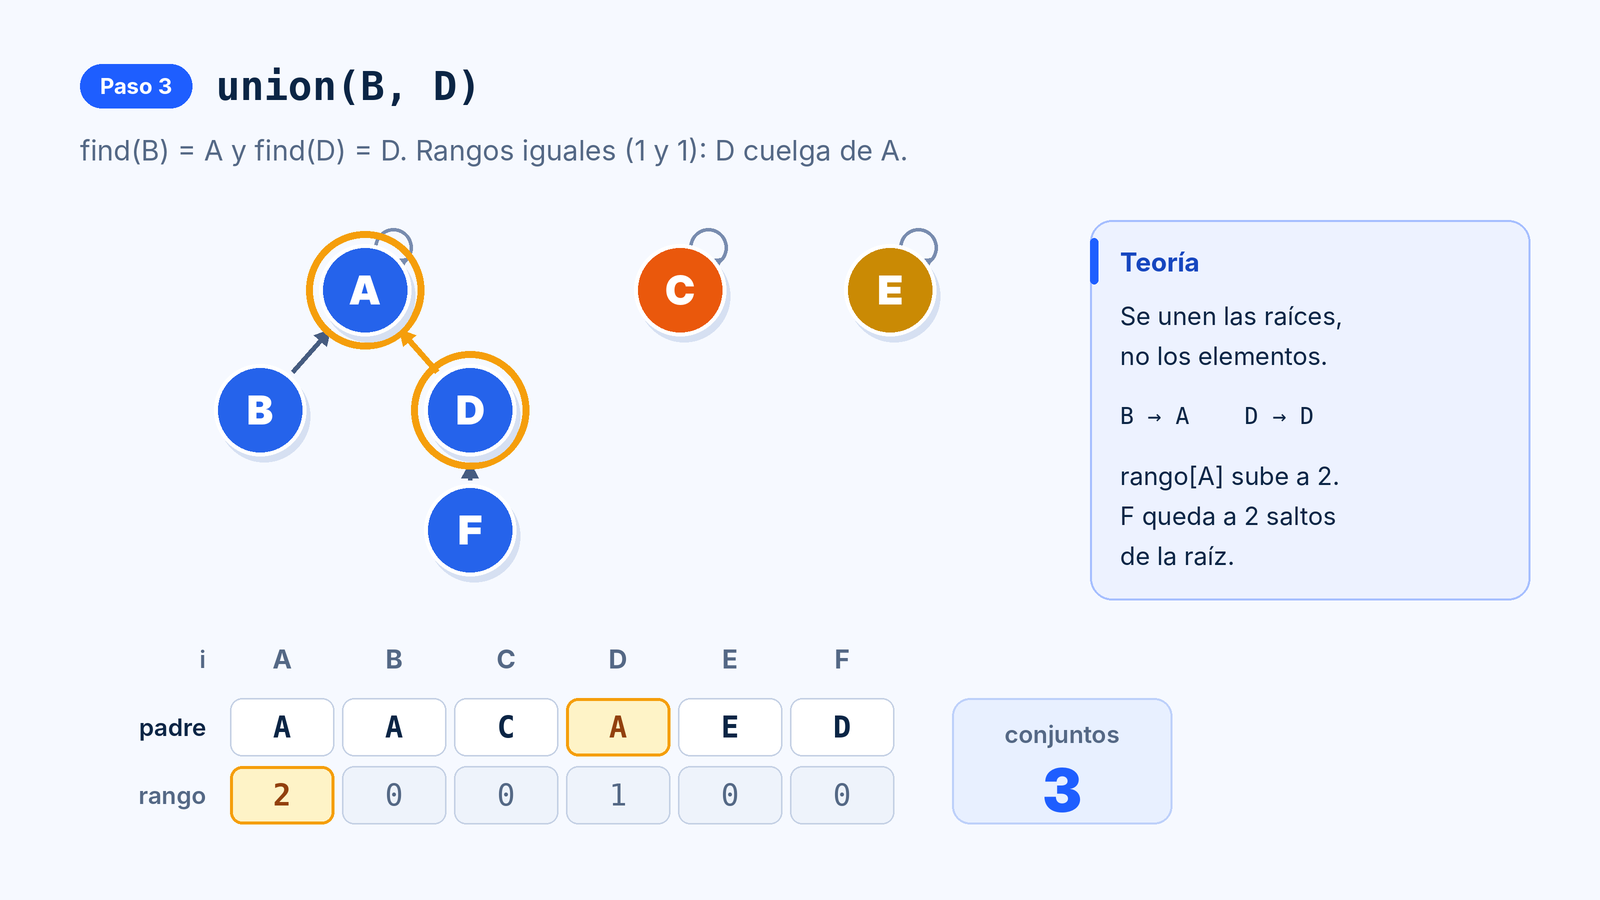 Paso 3 union(B, D)
find(B) = A y find(D) = D. Rangos iguales (1 y 1): D cuelga de A.
A C E
B D
F
Teoría
Se unen las raíces,
no los elementos.
B → A D → D
rango[A] sube a 2.
F queda a 2 saltos
de la raíz.
i A B C D E F
padre A A C A E D
rango 2 0 0 1 0 0
conjuntos
3